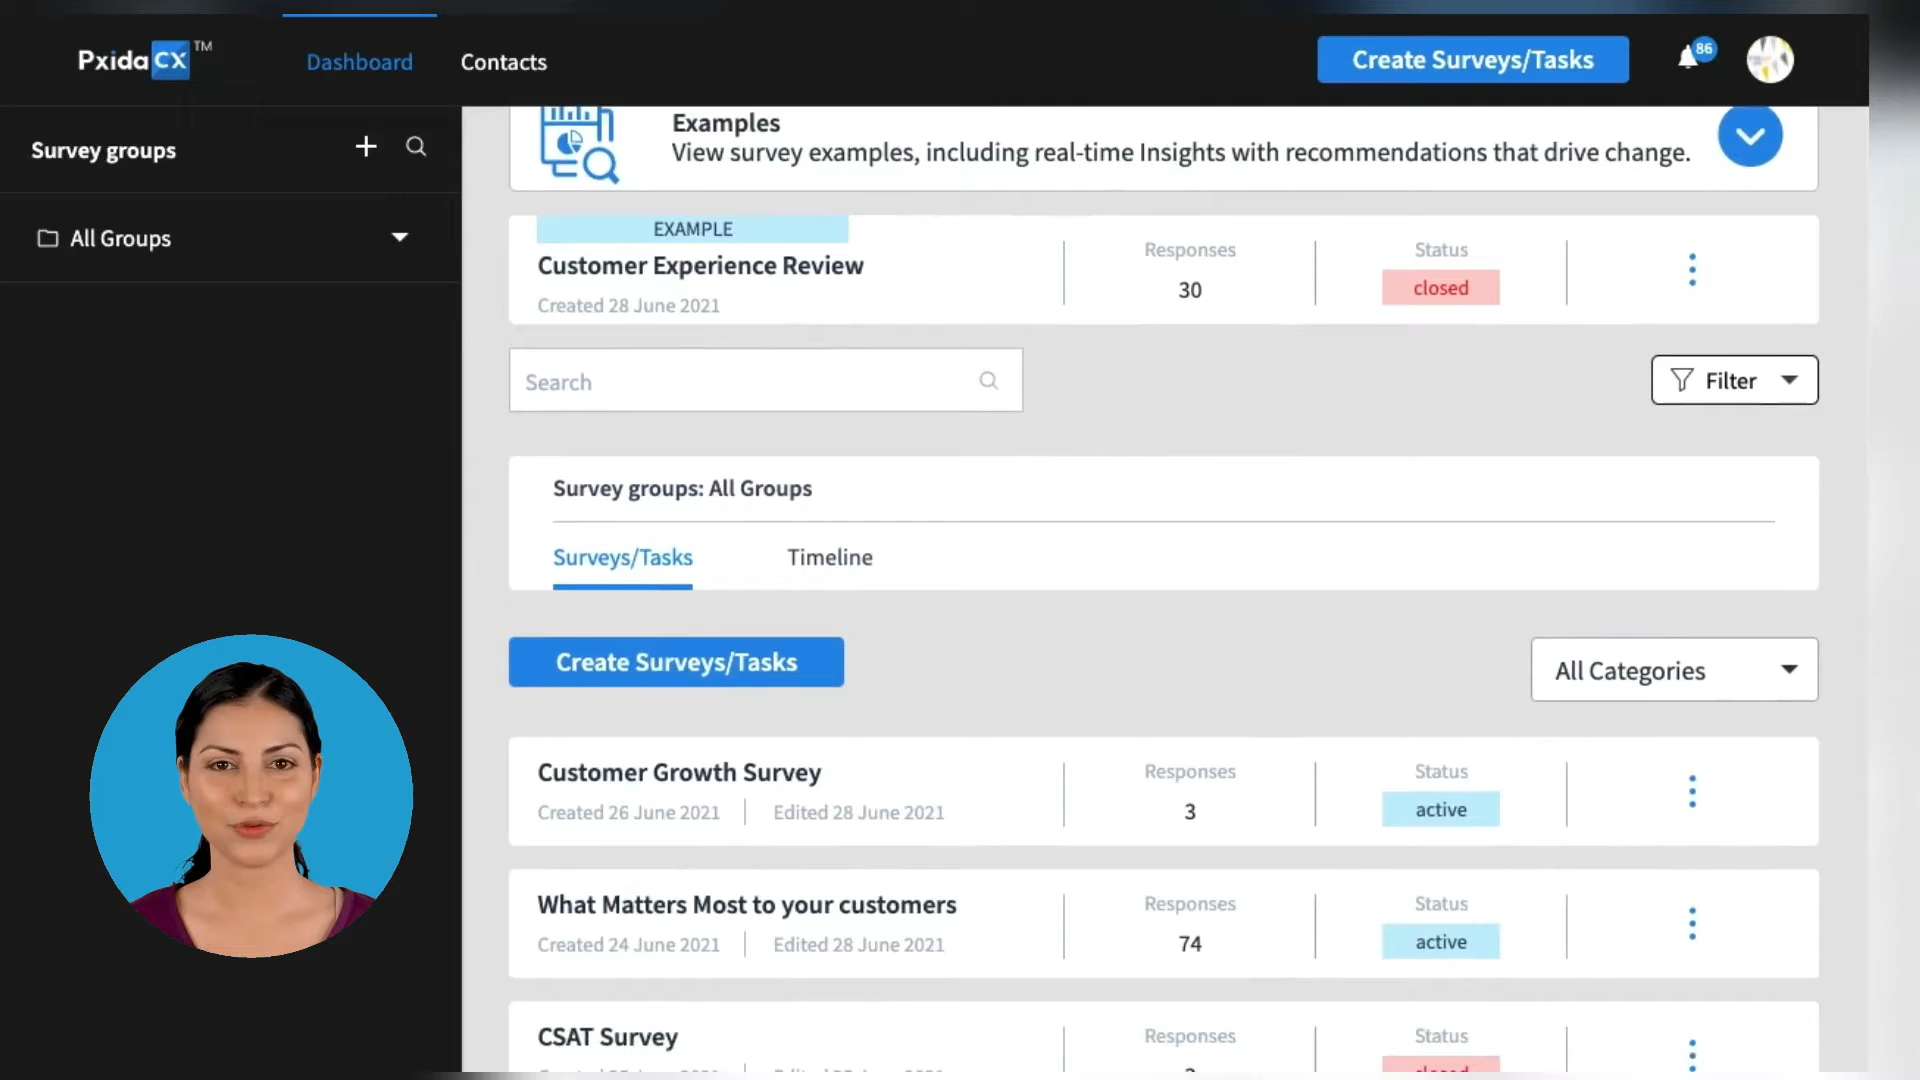 Pxida CX ™
Dashboard
Contacts
Create Surveys/Tasks
86
Survey groups
All Groups
Examples
View survey examples, including real-time Insights with recommendations that drive change.
EXAMPLE
Customer Experience Review
Created 28 June 2021
Responses
30
Status
closed
Search
Filter
Survey groups: All Groups
Surveys/Tasks
Timeline
Create Surveys/Tasks
All Categories
Customer Growth Survey
Created 26 June 2021
Edited 28 June 2021
Responses
3
Status
active
What Matters Most to your customers
Created 24 June 2021
Edited 28 June 2021
Responses
74
Status
active
CSAT Survey
Responses
Status
closed